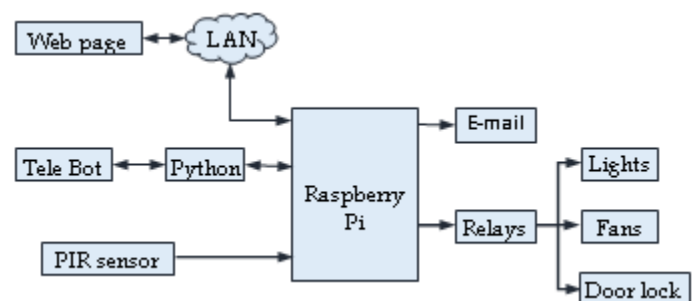 Web page
LAN
E-mail
Tele Bot
Python
Raspberry
Pi
Lights
Relays
Fans
PIR sensor
Door lock